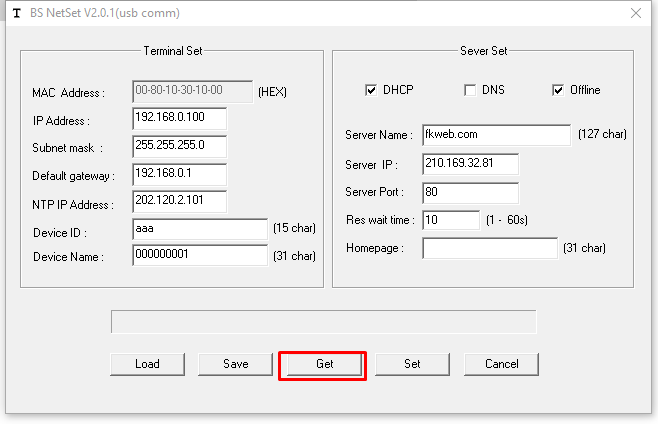 T BS NetSet V2.0.1(usb comm)
Terminal Set
MAC Address : 00-80-10-30-10-00 (HEX)
IP Address : 192.168.0.100
Subnet mask : 255.255.255.0
Default gateway : 192.168.0.1
NTP IP Address : 202.120.2.101
Device ID : aaa (15 char)
Device Name : 000000001 (31 char)
Sever Set
DHCP DNS Offline
Server Name : fkweb.com (127 char)
Server IP : 210.169.32.81
Server Port : 80
Res wait time : 10 (1 - 60s)
Homepage : (31 char)
Load Save Get Set Cancel